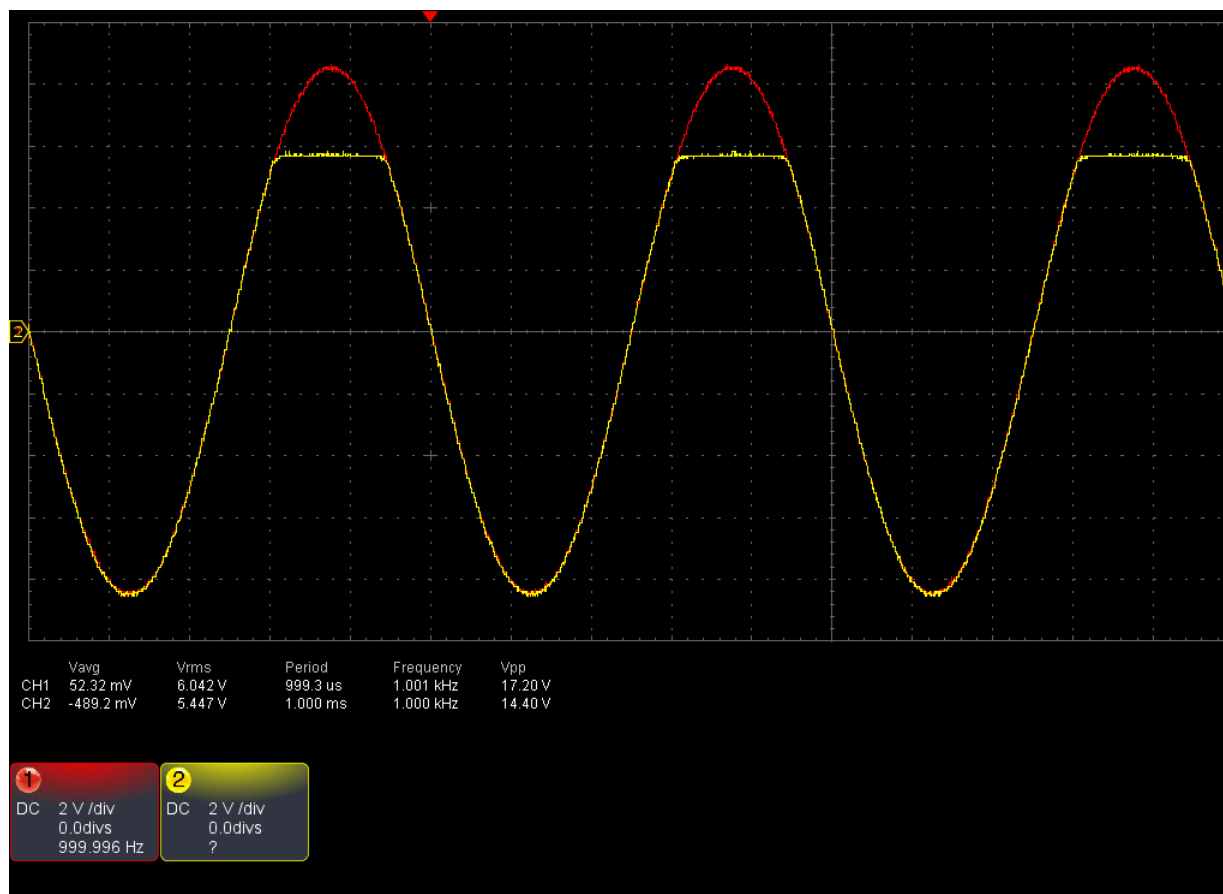 2
Vavg Vrms Period Frequency Vpp
CH1 52.32 mV 6.042 V 999.3 us 1.001 kHz 17.20 V
CH2 -489.2 mV 5.447 V 1.000 ms 1.000 kHz 14.40 V
1 2
DC 2 V /div DC 2 V /div
0.0divs 0.0divs
999.996 Hz ?